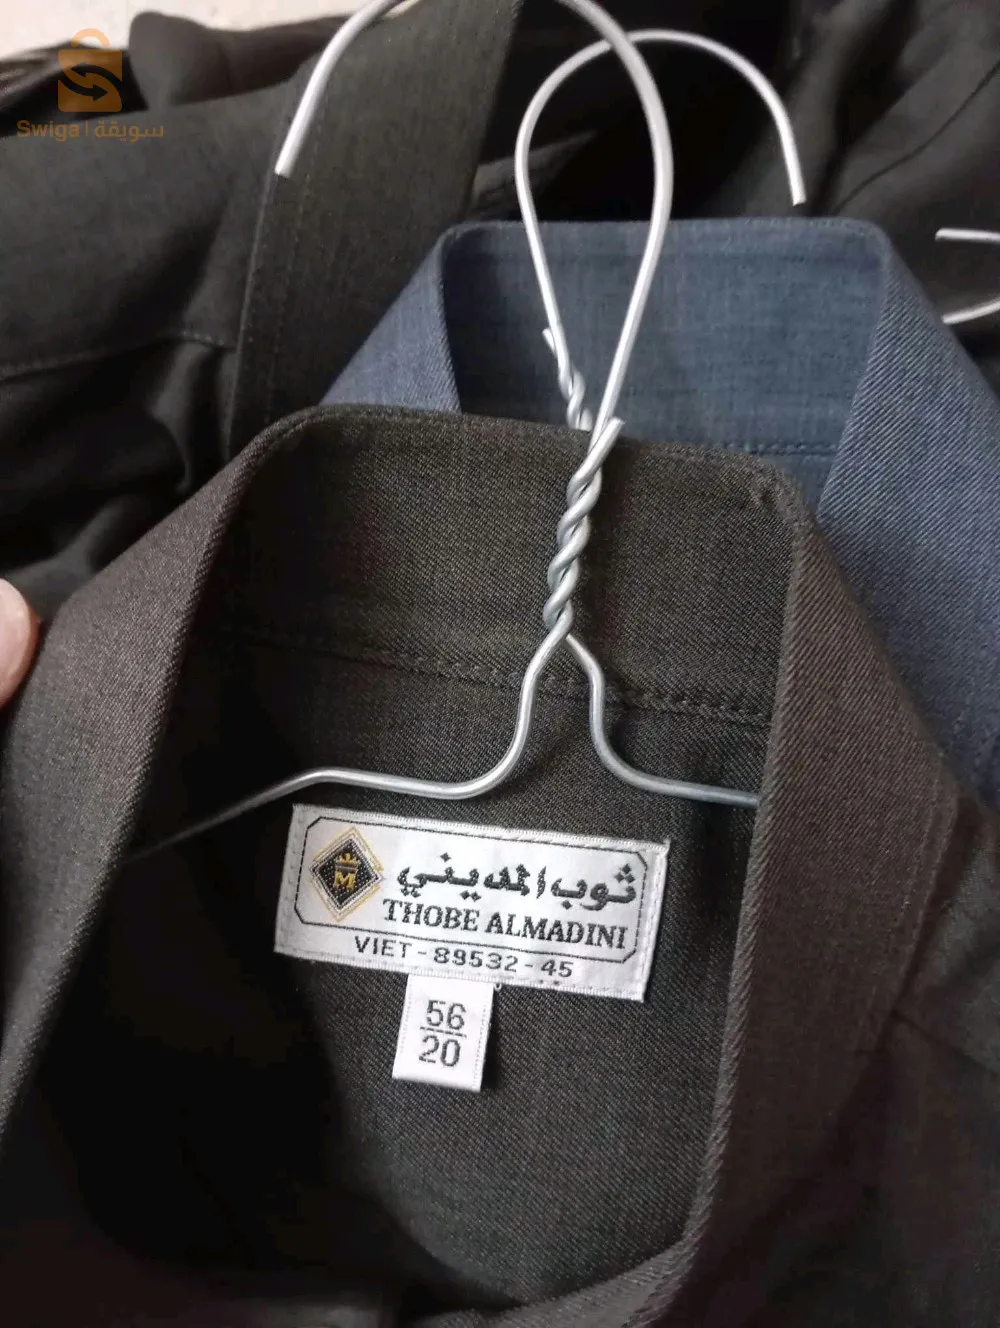 Swiga | سويقة
M
ثوب المديني
THOBE ALMADINI
VIET - 89532 - 45
56
20